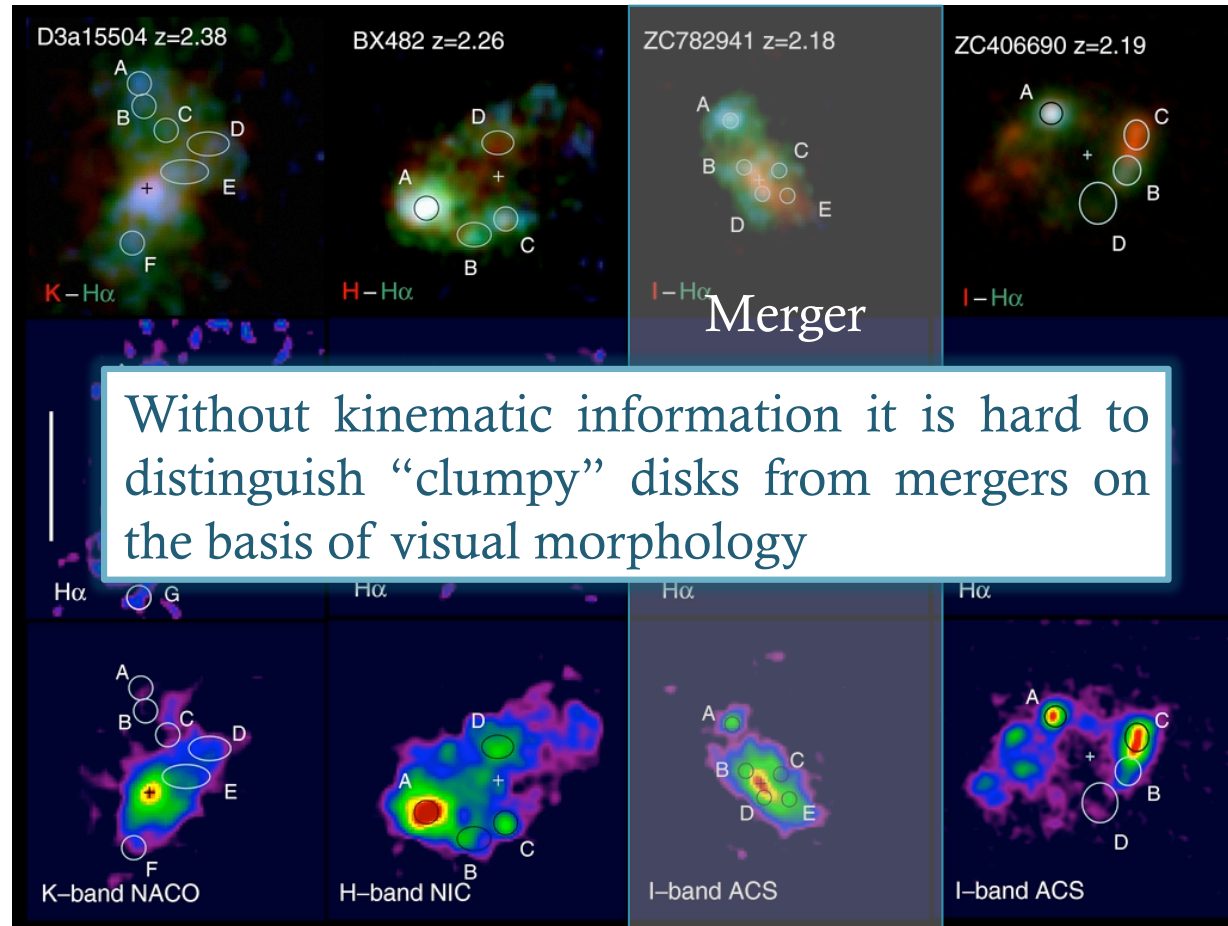 D3a15504 z=2.38
BX482 z=2.26
ZC782941 z=2.18
ZC406690 z=2.19
A
B
C
D
E
F
K–Hα
A
D
B
C
H–Hα
A
B
C
D
E
I–Hα
A
C
B
D
I–Hα
Merger
Without kinematic information it is hard to
distinguish “clumpy” disks from mergers on
the basis of visual morphology
Hα
G
Hα
Hα
Hα
A
B
C
D
E
F
K–band NACO
D
A
C
B
H–band NIC
A
B
C
D
E
I–band ACS
A
C
B
D
I–band ACS